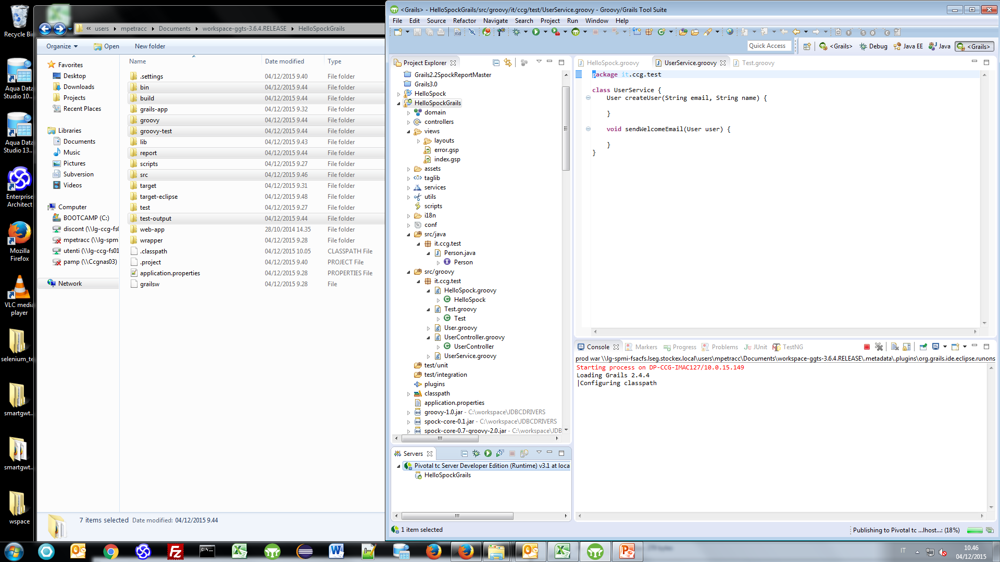 Recycle Bin
Aqua Data Studio 10...
Aqua Data Studio 13...
Enterprise Architect
Mozilla Firefox
VLC media player
selenium_te
smartgwt...
smartgwt...
wspace
« users ▸ mpetracc ▸ Documents ▸ workspace-ggts-3.6.4.RELEASE ▸ HelloSpockGrails
Organize ▾ Open New folder
Favorites
Desktop
Downloads
Projects
Recent Places
Libraries
Documents
Music
Pictures
Subversion
Videos
Computer
BOOTCAMP (C:)
discont (\\lg-ccg-fs0
mpetracc (\\lg-spm
utenti (\\lg-ccg-fs01
pamp (\\Ccgnas03)
Network
Name Date modified Type
.settings 04/12/2015 9.40 File folder
bin 04/12/2015 9.44 File folder
build 04/12/2015 9.44 File folder
grails-app 04/12/2015 9.32 File folder
groovy 04/12/2015 9.44 File folder
groovy-test 04/12/2015 9.44 File folder
lib 04/12/2015 9.43 File folder
report 04/12/2015 9.44 File folder
scripts 04/12/2015 9.27 File folder
src 04/12/2015 9.46 File folder
target 04/12/2015 9.31 File folder
target-eclipse 04/12/2015 9.48 File folder
test 04/12/2015 9.27 File folder
test-output 04/12/2015 9.44 File folder
web-app 28/10/2014 14.35 File folder
wrapper 04/12/2015 9.28 File folder
.classpath 04/12/2015 10.05 CLASSPATH File
.project 04/12/2015 9.40 PROJECT File
application.properties 04/12/2015 9.28 PROPERTIES File
grailsw 04/12/2015 9.28 File
7 items selected Date modified: 04/12/2015 9.44
<Grails> - HelloSpockGrails/src/groovy/it/ccg/test/UserService.groovy - Groovy/Grails Tool Suite
File Edit Source Refactor Navigate Search Project Run Window Help
Quick Access <Grails> Debug Java EE Java <Grails>
Project Explorer
Grails2.2SpockReportMaster
Grails3.0
HelloSpock
HelloSpockGrails
domain
controllers
views
layouts
error.gsp
index.gsp
assets
taglib
services
utils
scripts
i18n
conf
src/java
it.ccg.test
Person.java
Person
src/groovy
it.ccg.test
HelloSpock.groovy
HelloSpock
Test.groovy
Test
User.groovy
UserController.groovy
UserController
UserService.groovy
test/unit
test/integration
plugins
classpath
application.properties
groovy-1.0.jar - C:\workspace\JDBCDRIVERS
spock-core-0.1.jar - C:\workspace\JDBCDRIVERS
spock-core-0.7-groovy-2.0.jar - C:\workspace\JDB
Servers
Pivotal tc Server Developer Edition (Runtime) v3.1 at loca
HelloSpockGrails
1 item selected
HelloSpock.groovy UserService.groovy Test.groovy
package it.ccg.test
class UserService {
User createUser(String email, String name) {
}
void sendWelcomeEmail(User user) {
}
}
Console Markers Progress Problems JUnit TestNG
prod war \\lg-spmi-fsacfs.lseg.stockex.local\users\mpetracc\Documents\workspace-ggts-3.6.4.RELEASE\.metadata\.plugins\org.grails.ide.eclipse.runons
Starting process on DP-CCG-IMAC127/10.0.15.149
Loading Grails 2.4.4
|Configuring classpath
Publishing to Pivotal tc ...lhost...: (18%)
IT
10.46
04/12/2015